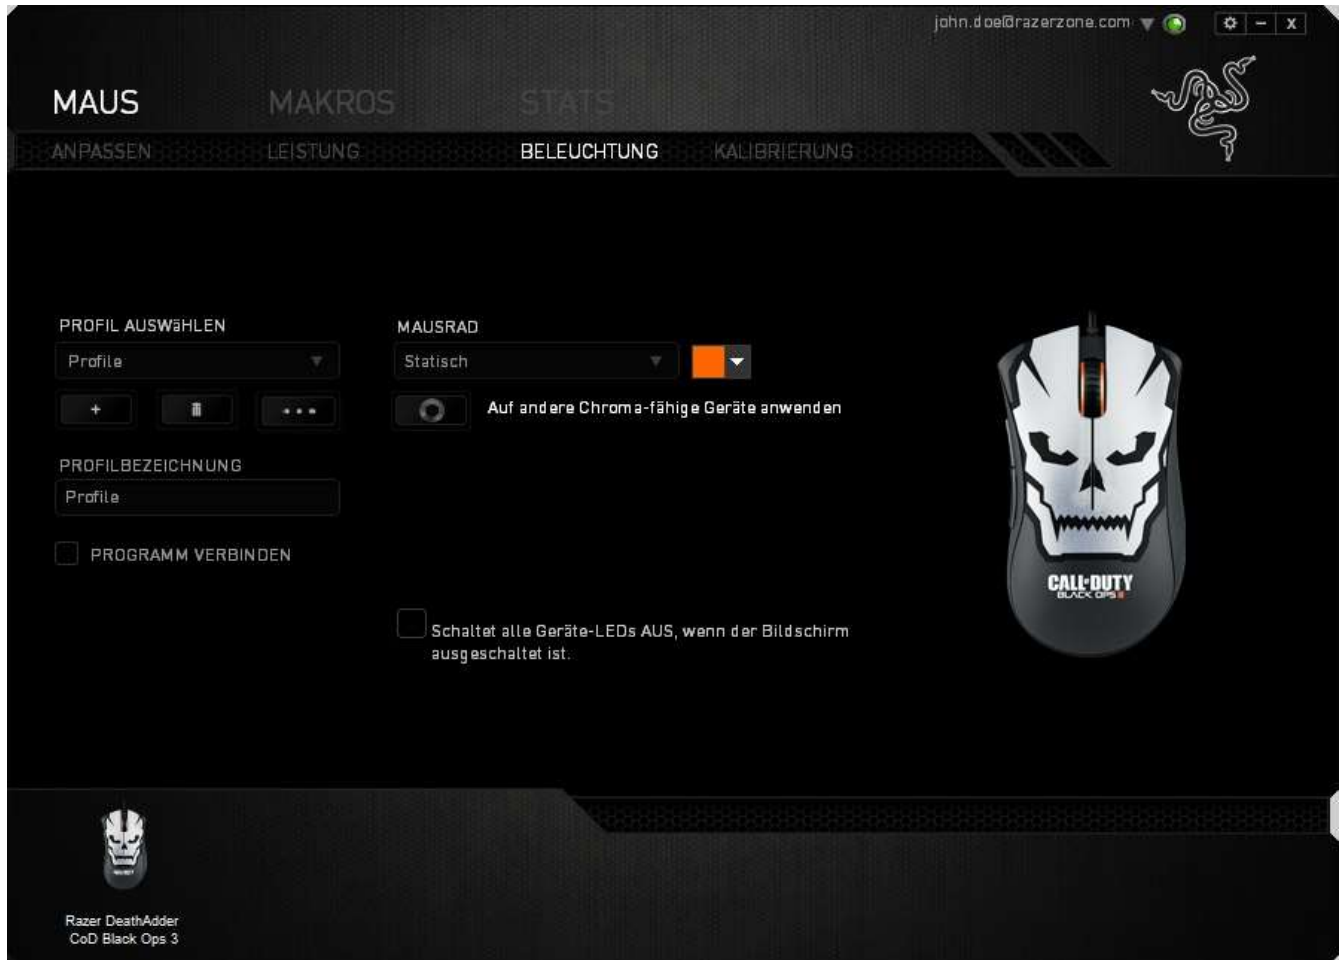 john.doe@razerzone.com
MAUS MAKROS STATS
ANPASSEN LEISTUNG BELEUCHTUNG KALIBRIERUNG
PROFIL AUSWäHLEN
Profile
PROFILBEZEICHNUNG
Profile
PROGRAMM VERBINDEN
MAUSRAD
Statisch
Auf andere Chroma-fähige Geräte anwenden
Schaltet alle Geräte-LEDs AUS, wenn der Bildschirm
ausgeschaltet ist.
CALL OF DUTY
BLACK OPS III
Razer DeathAdder
CoD Black Ops 3